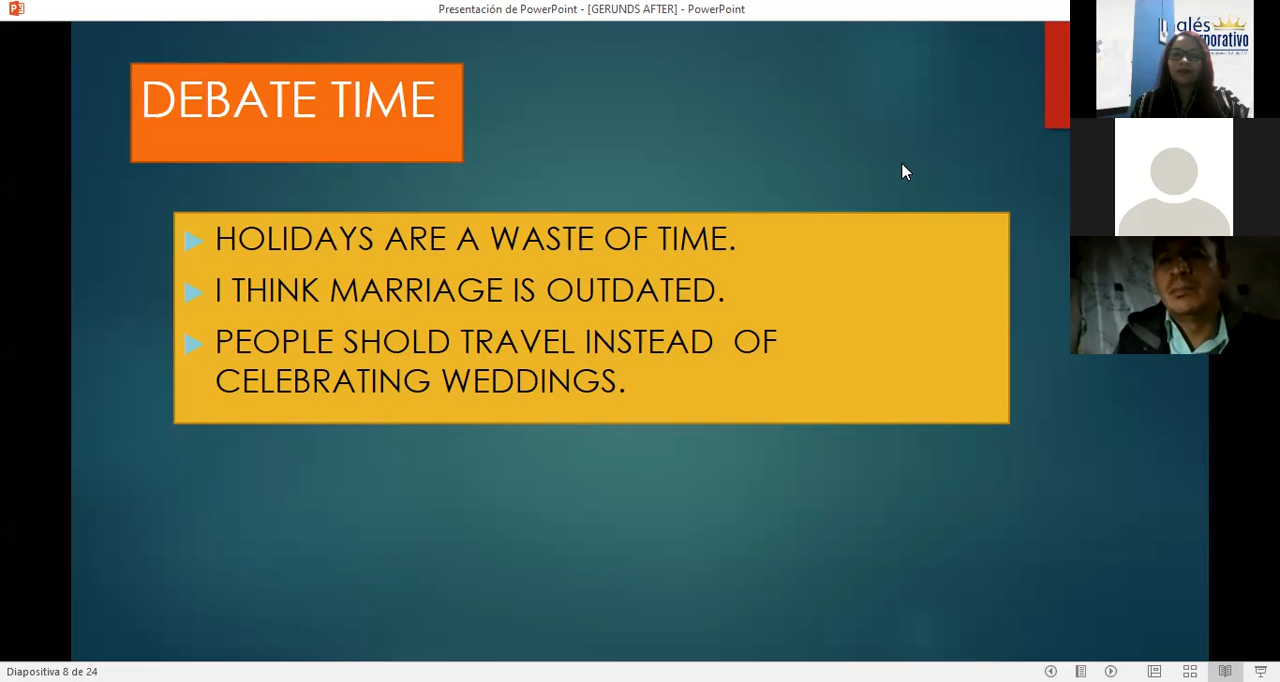 Presentación de PowerPoint - [GERUNDS AFTER] - PowerPoint
DEBATE TIME
HOLIDAYS ARE A WASTE OF TIME.
I THINK MARRIAGE IS OUTDATED.
PEOPLE SHOLD TRAVEL INSTEAD OF
CELEBRATING WEDDINGS.
Diapositiva 8 de 24